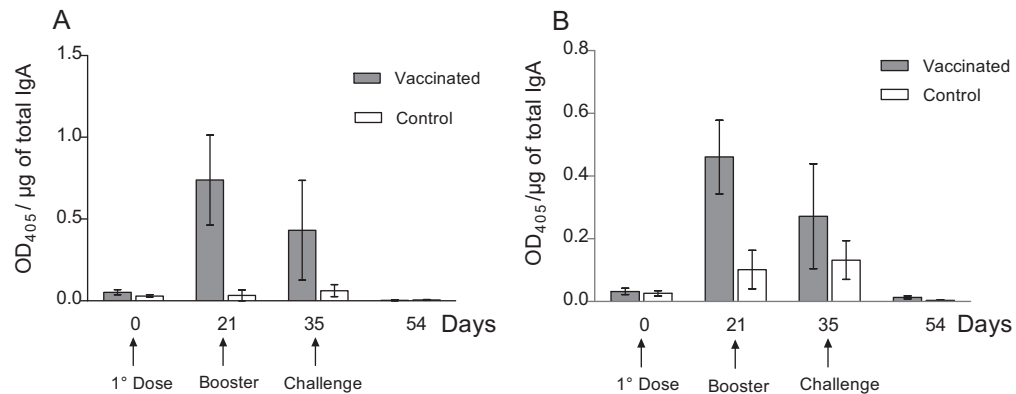 A
OD405 / µg of total IgA
1.5
1.0
0.5
0.0
Vaccinated
Control
0 21 35 54 Days
1° Dose Booster Challenge
B
OD405 /µg of total IgA
0.8
0.6
0.4
0.2
0.0
Vaccinated
Control
0 21 35 54 Days
1° Dose Booster Challenge